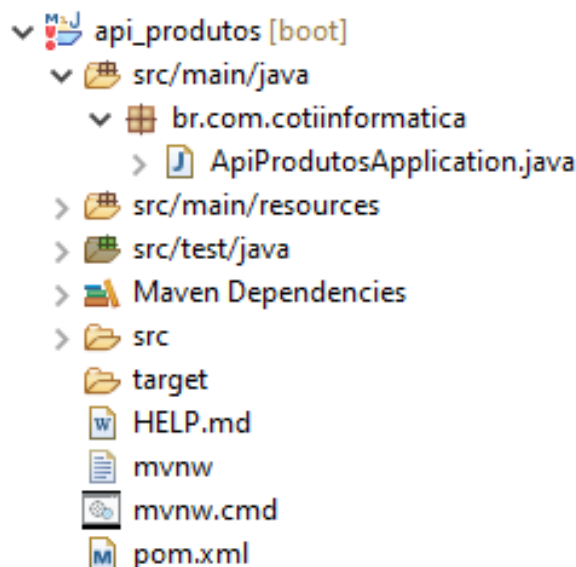 api_produtos [boot]
src/main/java
br.com.cotiinformatica
ApiProdutosApplication.java
src/main/resources
src/test/java
Maven Dependencies
src
target
HELP.md
mvnw
mvnw.cmd
pom.xml